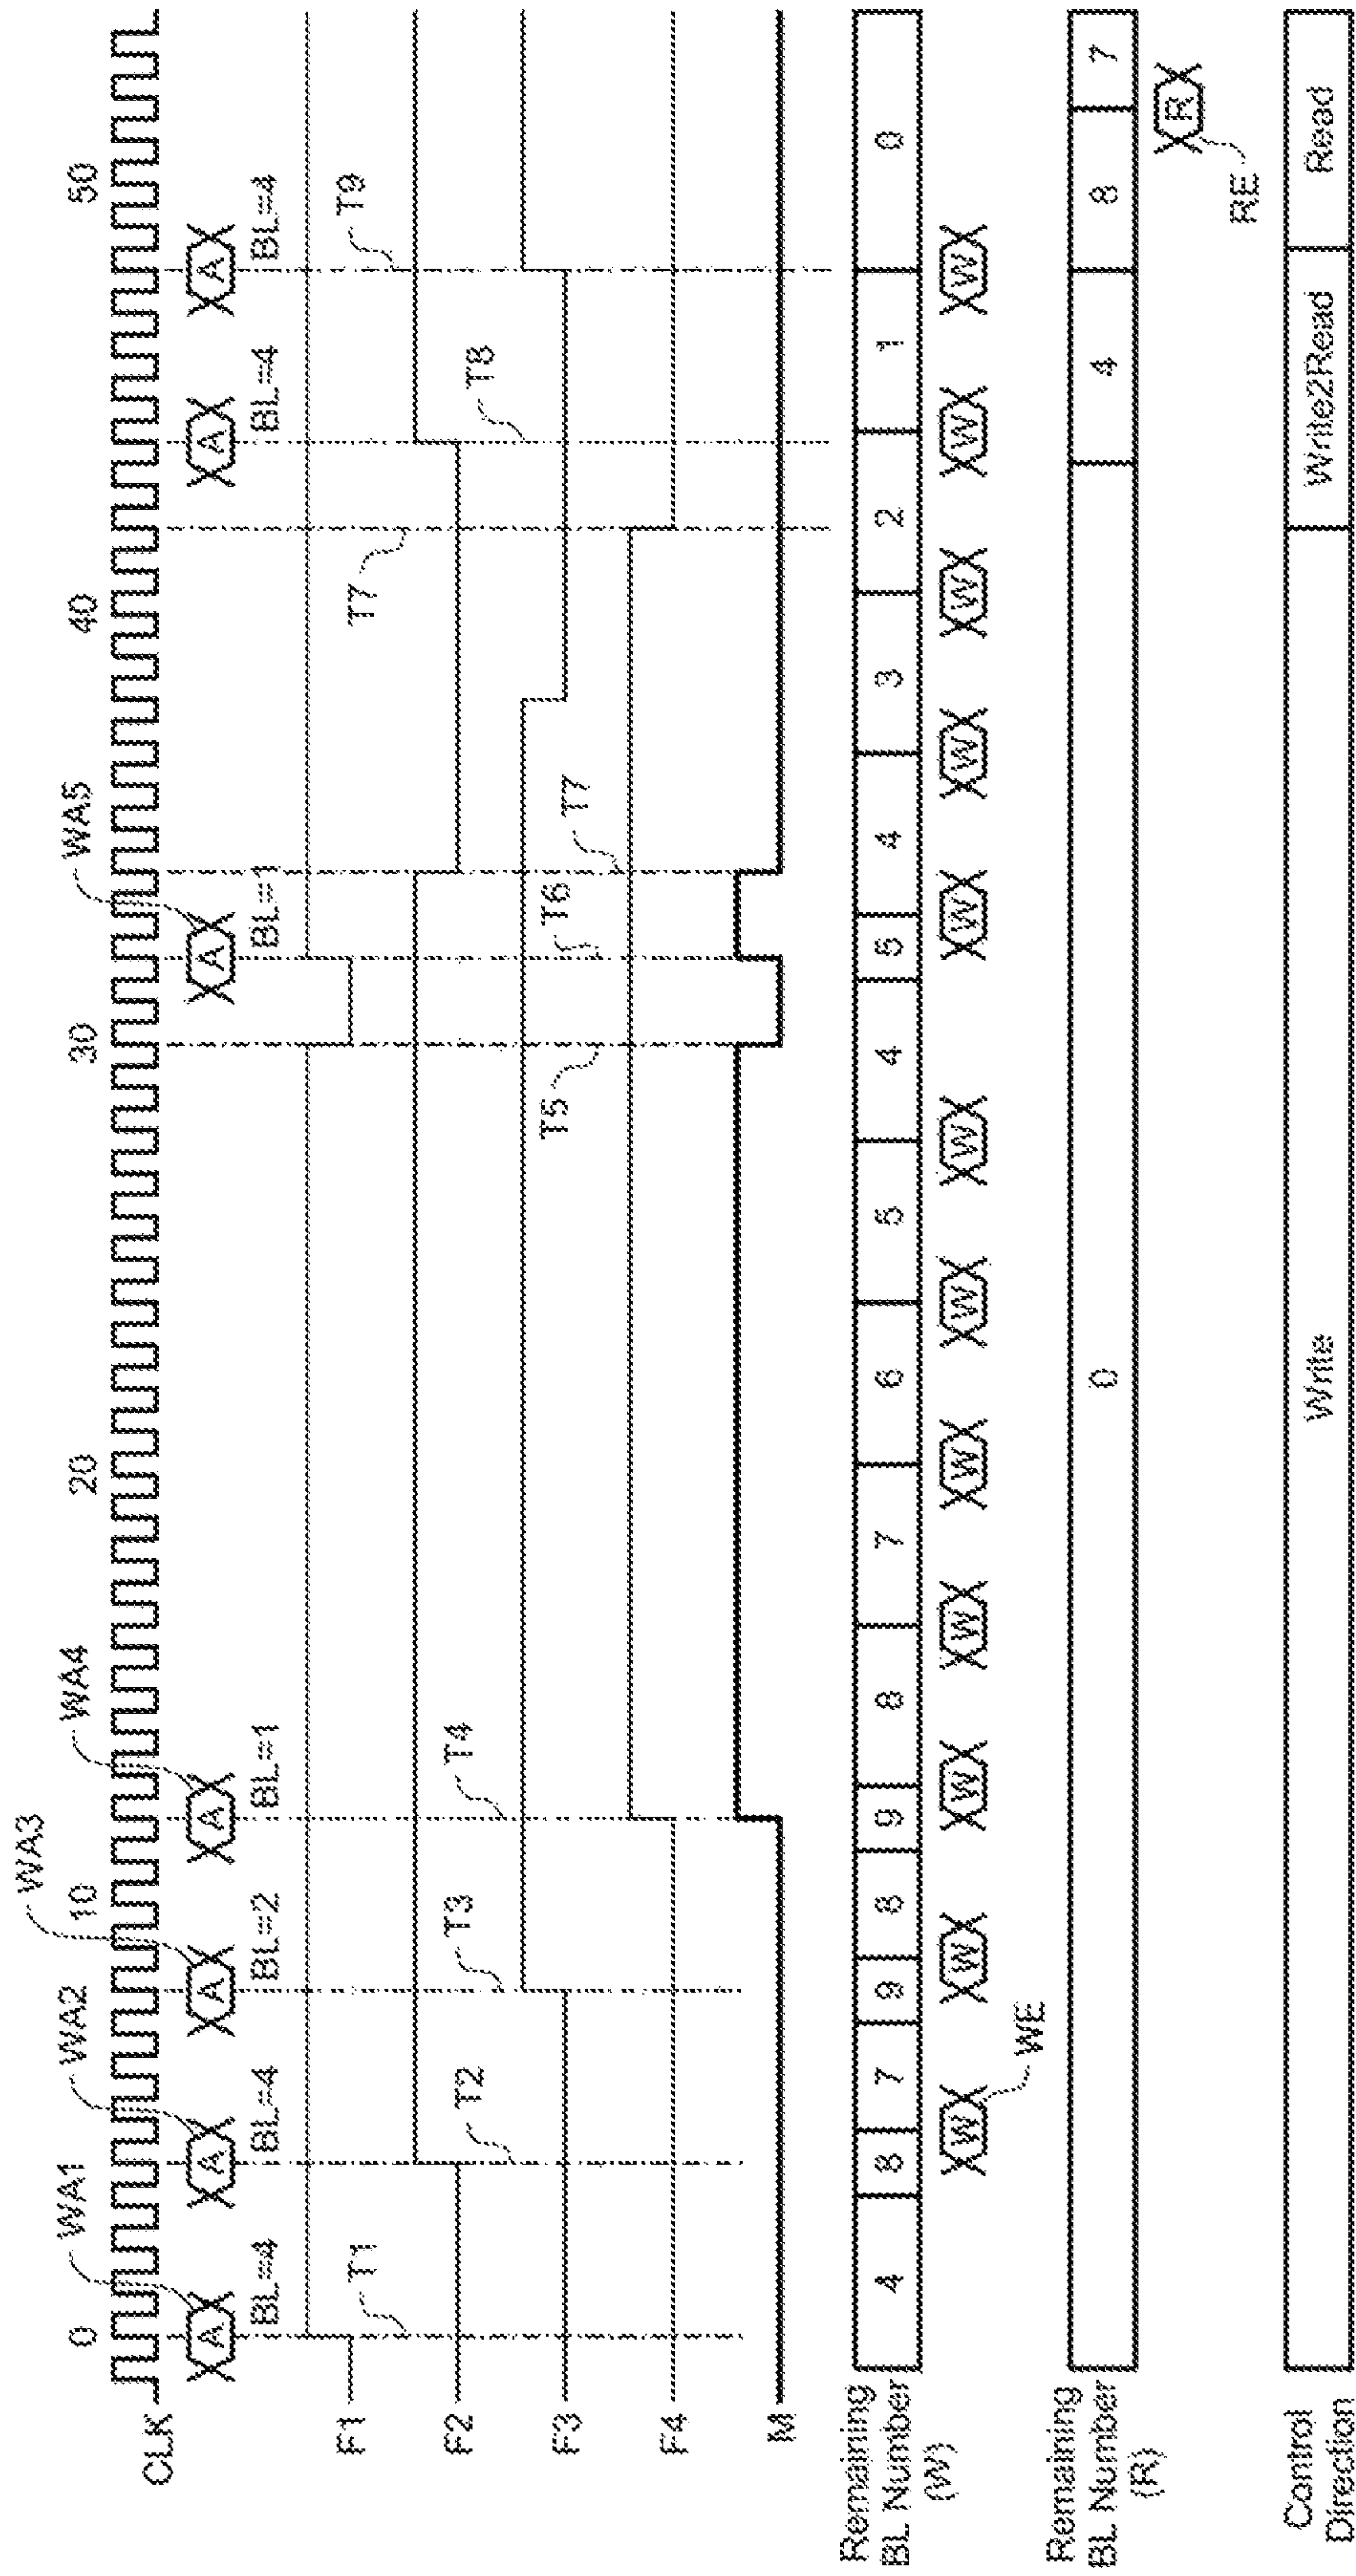 0 10 20 30 40 50
WA1 WA2 WA3 WA4 WA5
CLK
A A A A A A A
BL=4 BL=4 BL=2 BL=1 BL=1 BL=4 BL=4
F1
T1 T7 T9
F2
T2 T3 T4 T8
F3
T5 T6 T7
F4
M
Remaining
BL Number
(W)
4 8 7 9 8 9 8 7 6 5 4 5 4 3 2 1 0
W W W W W W W W W W W W
WE
Remaining
BL Number
(R)
0 4 8 7
R
RE
Control
Direction
Write Write2Read Read